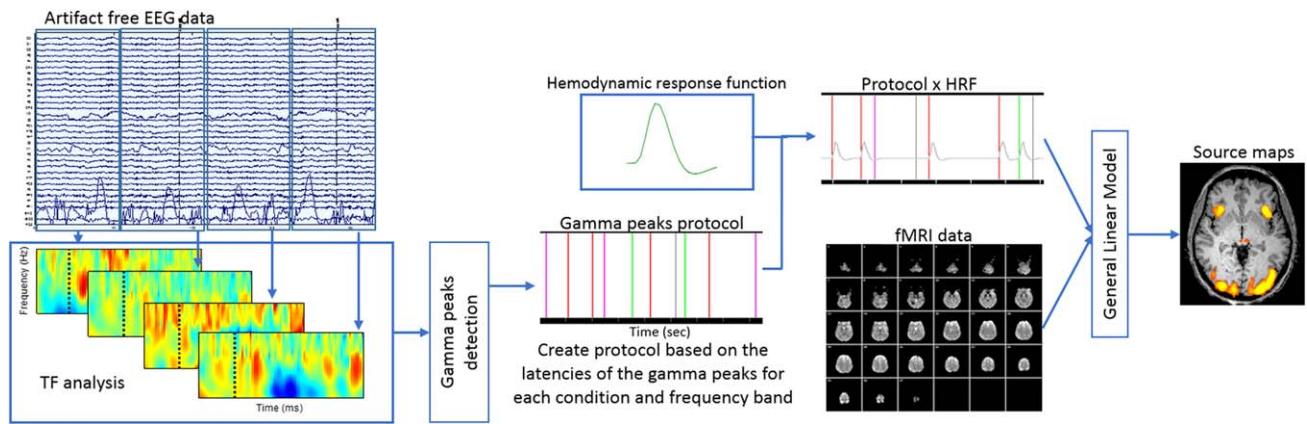 Artifact free EEG data
Hemodynamic response function
Protocol x HRF
Source maps
Frequency (Hz)
TF analysis
Time (ms)
Gamma peaks
detection
Gamma peaks protocol
Time (sec)
Create protocol based on the
latencies of the gamma peaks for
each condition and frequency band
fMRI data
General Linear Model